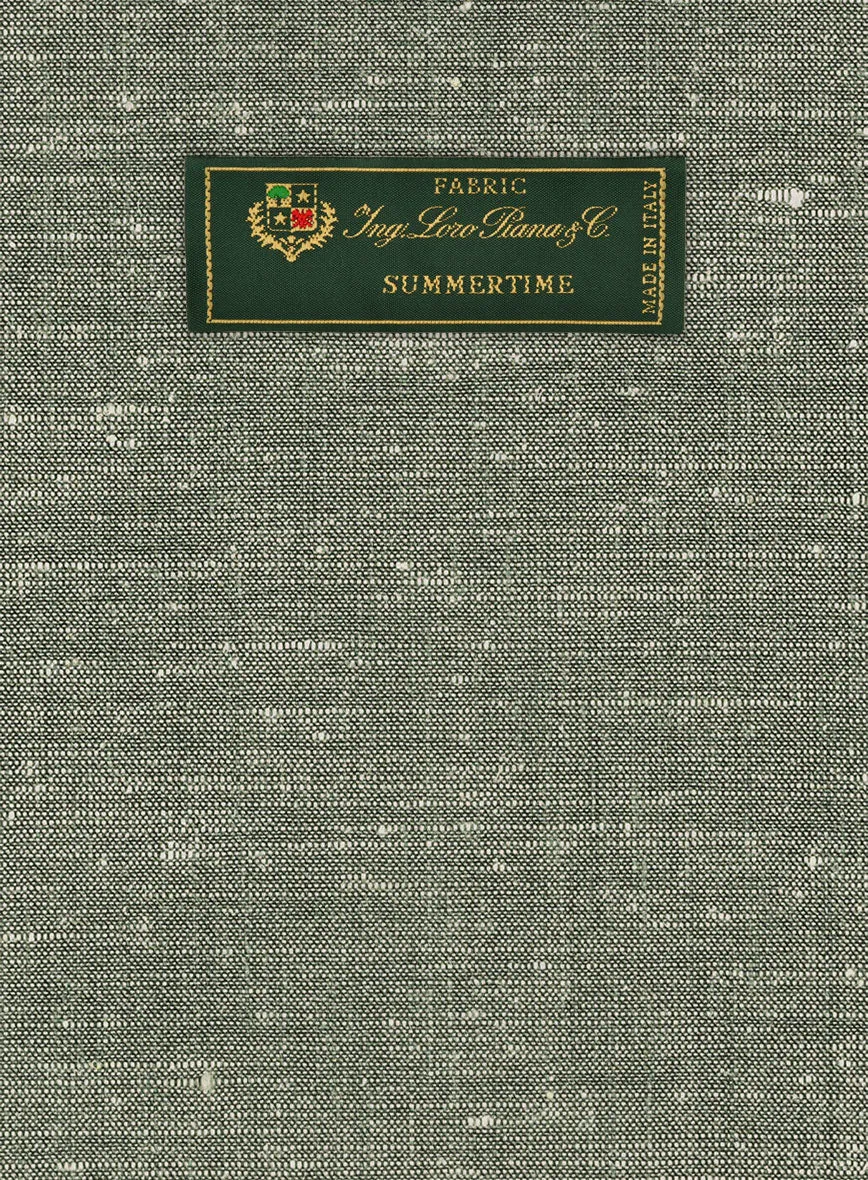 FABRIC
Ing. Loro Piana & C.
SUMMERTIME
MADE IN ITALY